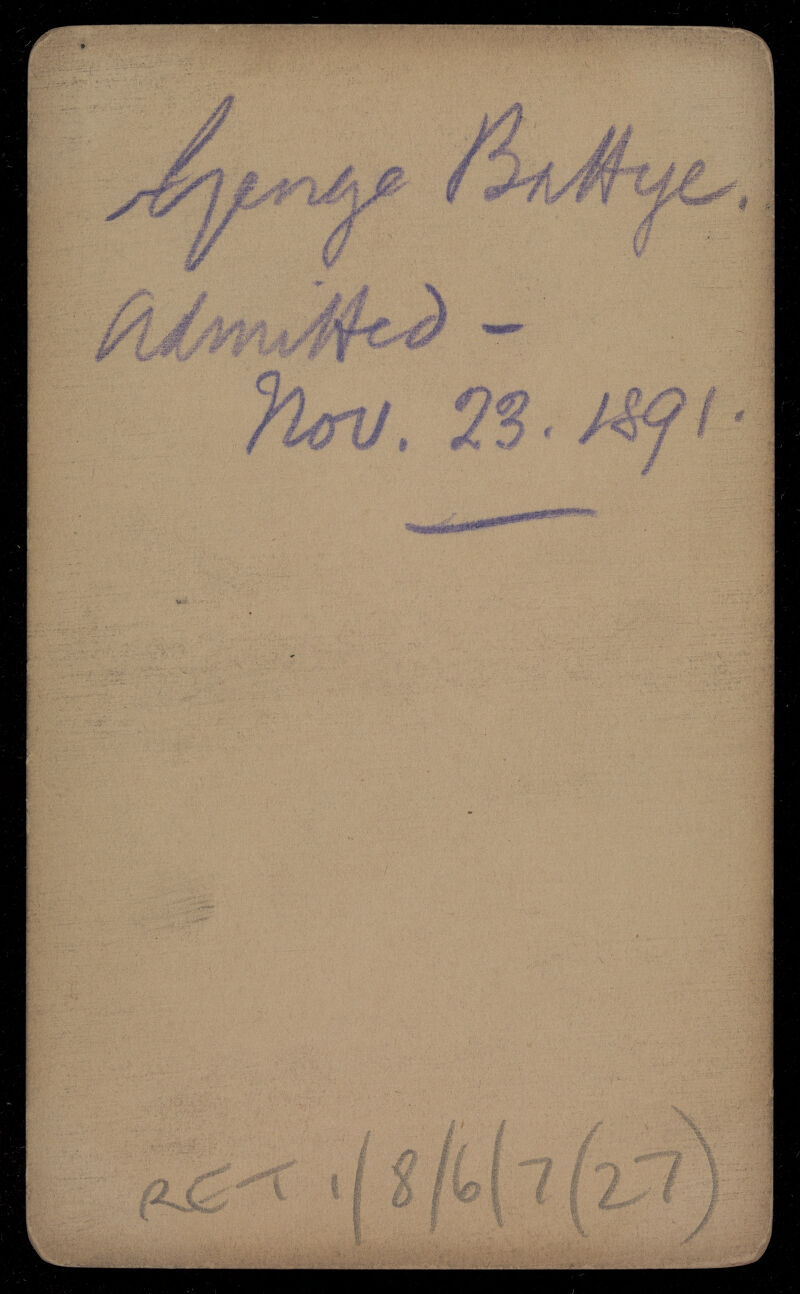 George Battye.
Admitted -
Nov. 23. 1891.
RET 1/8/6/7(27)